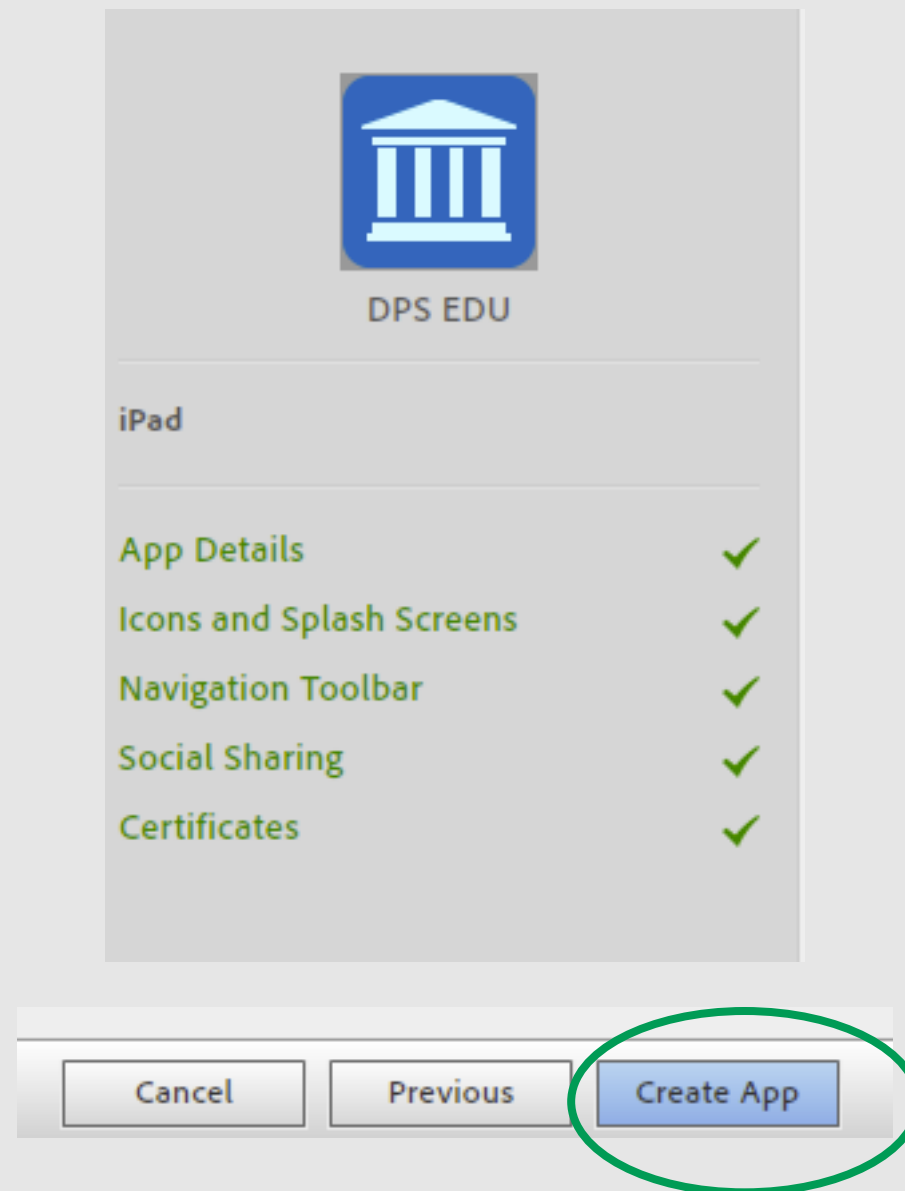 DPS EDU
iPad
App Details
Icons and Splash Screens
Navigation Toolbar
Social Sharing
Certificates
Cancel Previous Create App